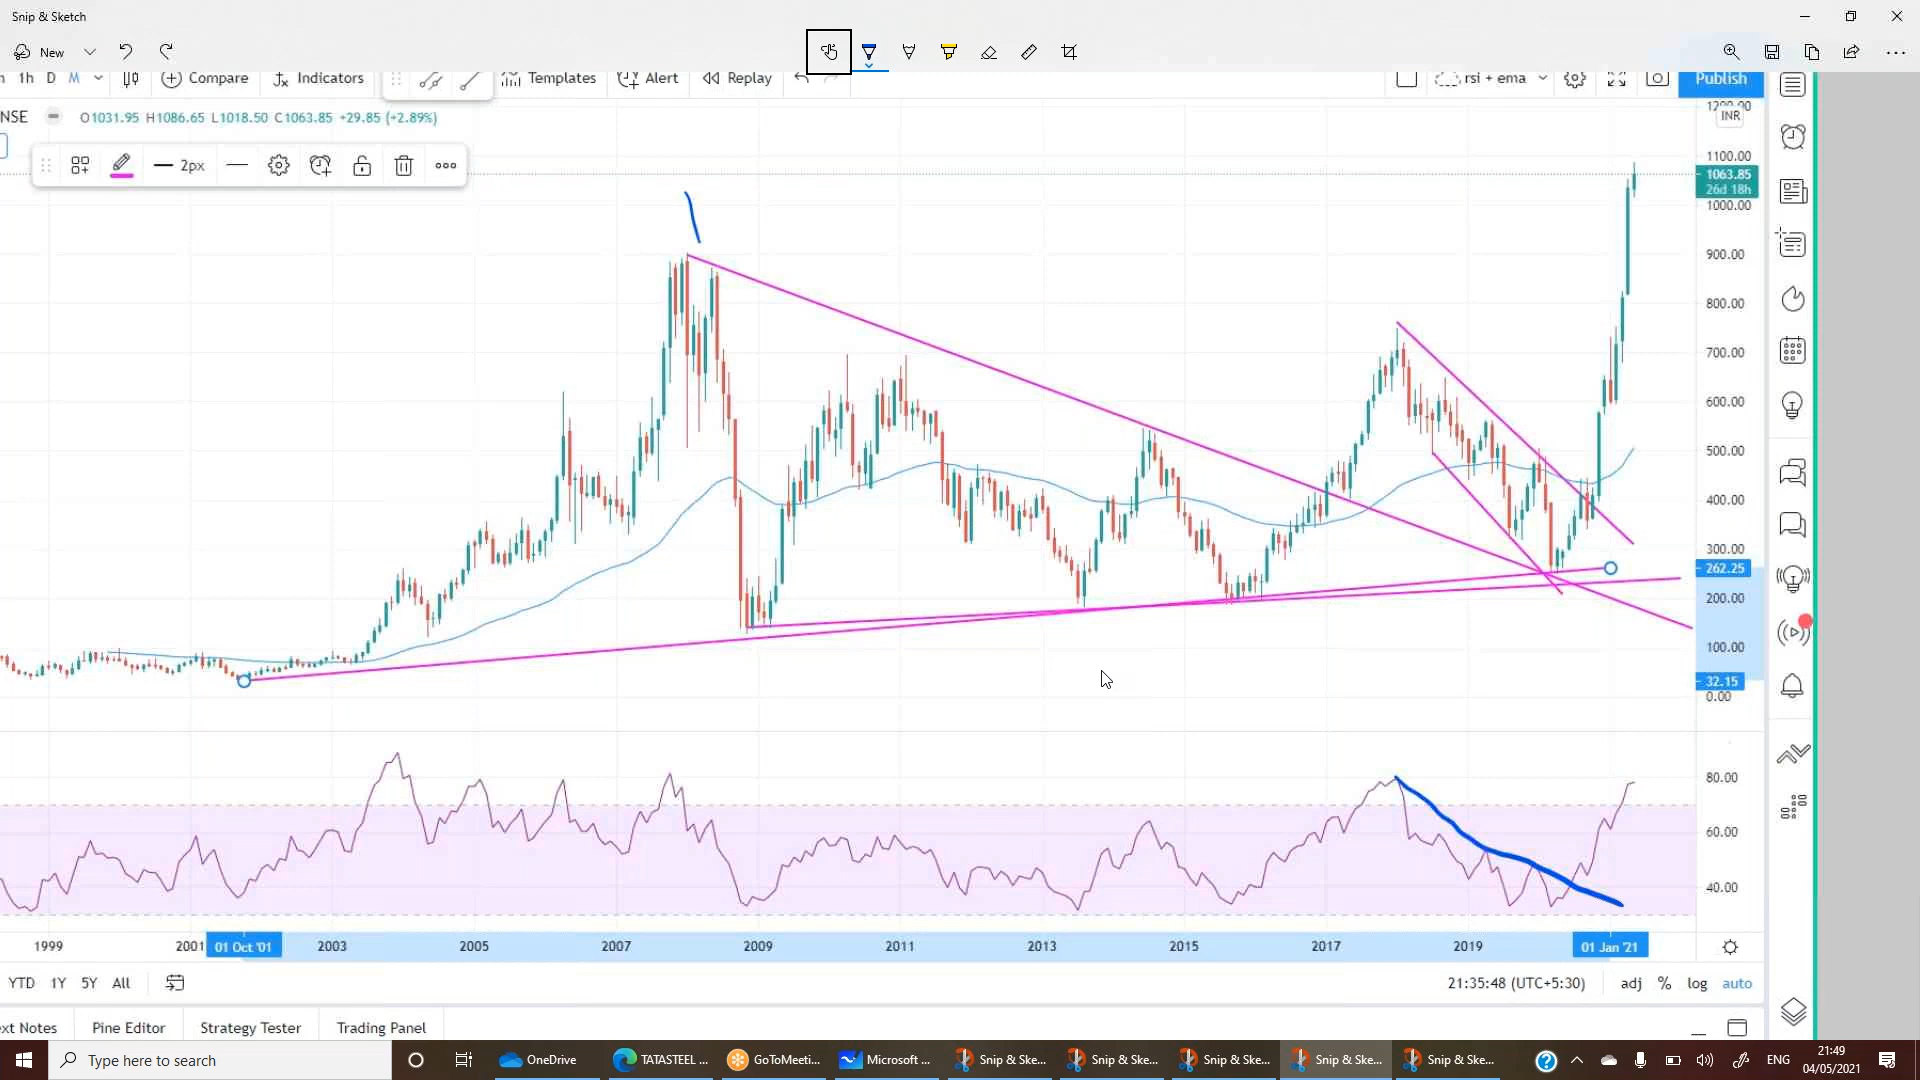 Snip & Sketch
New
1h D M Compare Indicators Templates Alert Replay rsi + ema Publish
NSE O1031.95 H1086.65 L1018.50 C1063.85 +29.85 (+2.89%)
INR
2px
1200.00
1100.00
1063.85
26d 18h
1000.00
900.00
800.00
700.00
600.00
500.00
400.00
300.00
262.25
200.00
100.00
32.15
0.00
80.00
60.00
40.00
1999 2001 01 Oct '01 2003 2005 2007 2009 2011 2013 2015 2017 2019 01 Jan '21
YTD 1Y 5Y All 21:35:48 (UTC+5:30) adj % log auto
ext Notes Pine Editor Strategy Tester Trading Panel
Type here to search OneDrive TATASTEEL ... GoToMeeti... Microsoft ... Snip & Ske... Snip & Ske... Snip & Ske... Snip & Ske... Snip & Ske... ENG 21:49
04/05/2021